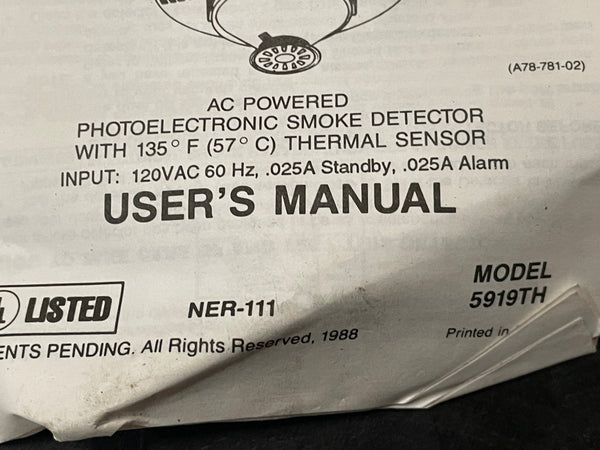 (A78-781-02)
AC POWERED
PHOTOELECTRONIC SMOKE DETECTOR
WITH 135° F (57° C) THERMAL SENSOR
INPUT: 120VAC 60 Hz, .025A Standby, .025A Alarm
USER'S MANUAL
LISTED
NER-111
MODEL
5919TH
ENTS PENDING. All Rights Reserved, 1988
Printed in